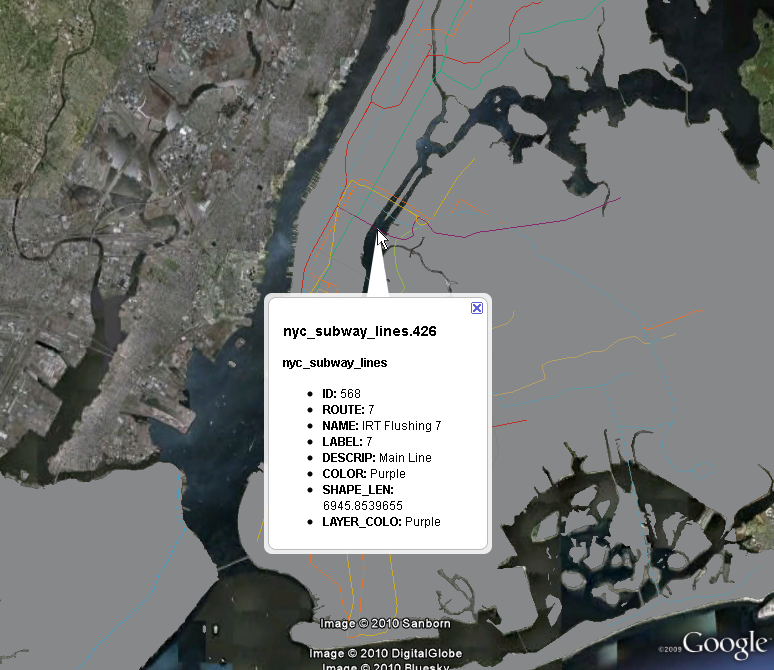 nyc_subway_lines.426
nyc_subway_lines
ID: 568
ROUTE: 7
NAME: IRT Flushing 7
LABEL: 7
DESCRIP: Main Line
COLOR: Purple
SHAPE_LEN:
6945.8539655
LAYER_COLO: Purple
Image © 2010 Sanborn
©2009 Google™
Image © 2010 DigitalGlobe
Image © 2010 Bluesky